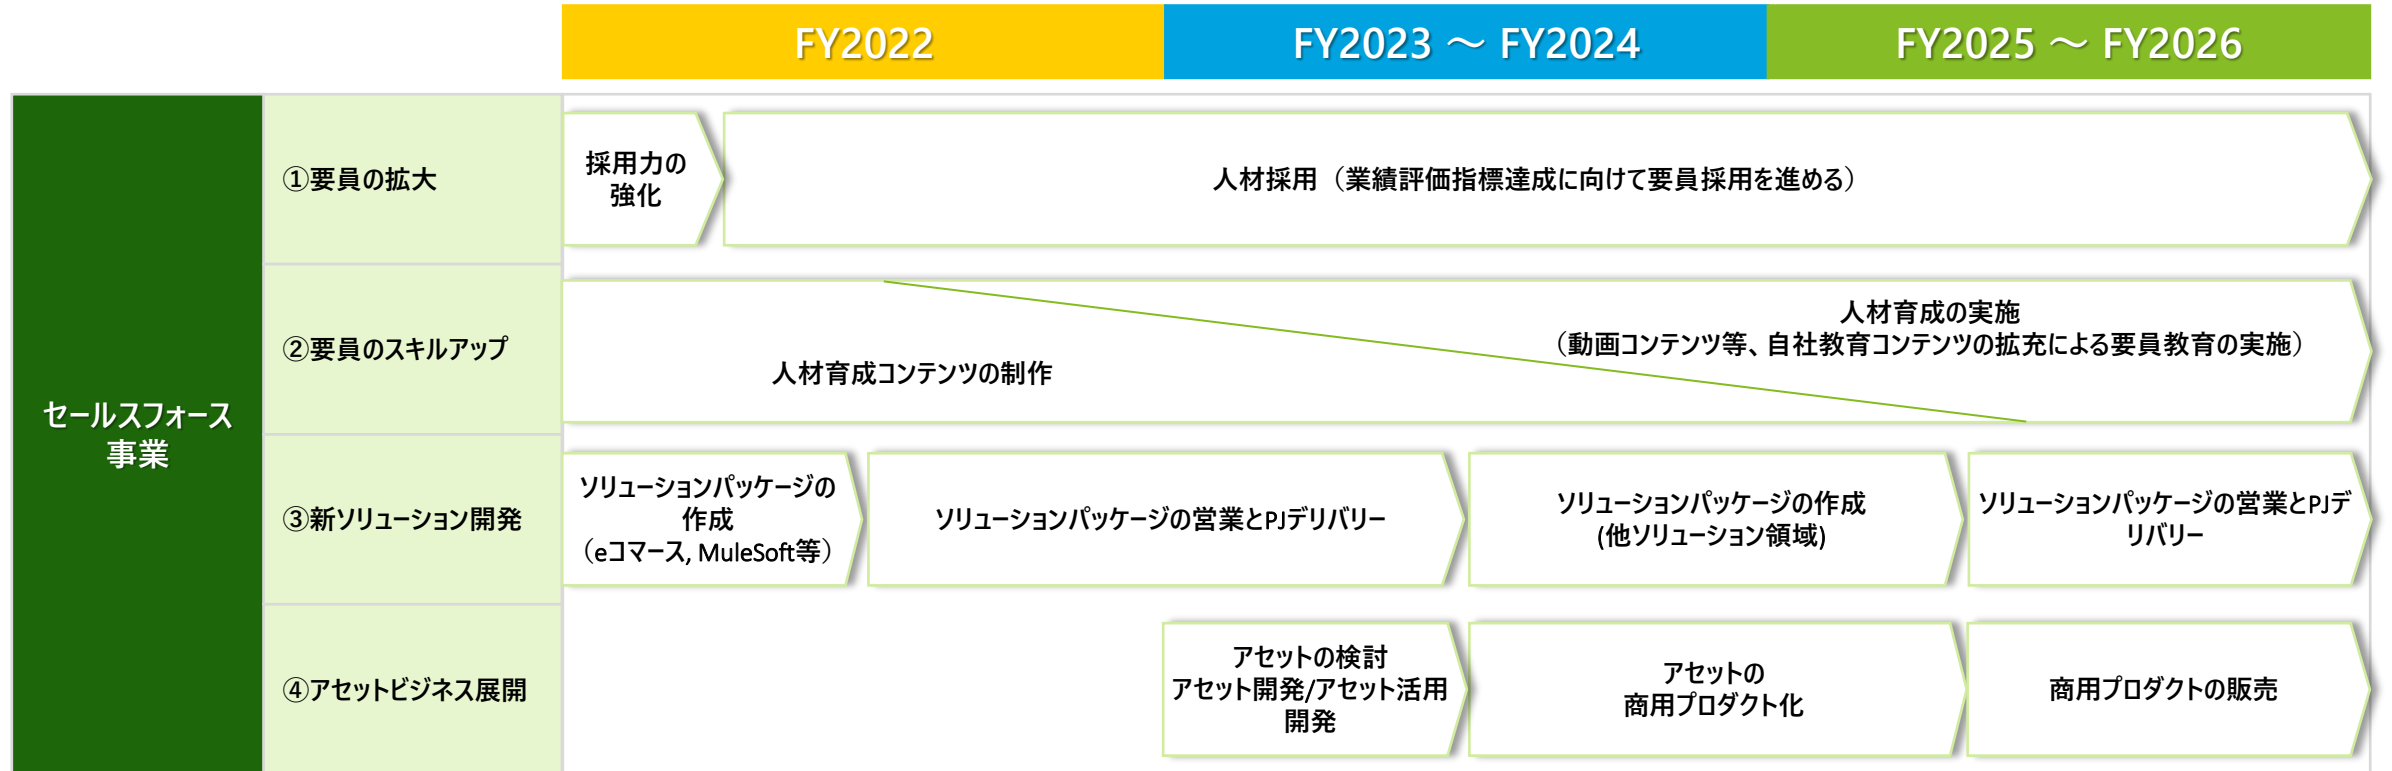 FY2022
FY2023 ～ FY2024
FY2025 ～ FY2026
セールスフォース
事業
①要員の拡大
採用力の
強化
人材採用（業績評価指標達成に向けて要員採用を進める）
②要員のスキルアップ
人材育成コンテンツの制作
人材育成の実施
（動画コンテンツ等、自社教育コンテンツの拡充による要員教育の実施）
③新ソリューション開発
ソリューションパッケージの
作成
（eコマース, MuleSoft等）
ソリューションパッケージの営業とPJデリバリー
ソリューションパッケージの作成
(他ソリューション領域)
ソリューションパッケージの営業とPJデ
リバリー
④アセットビジネス展開
アセットの検討
アセット開発/アセット活用
開発
アセットの
商用プロダクト化
商用プロダクトの販売